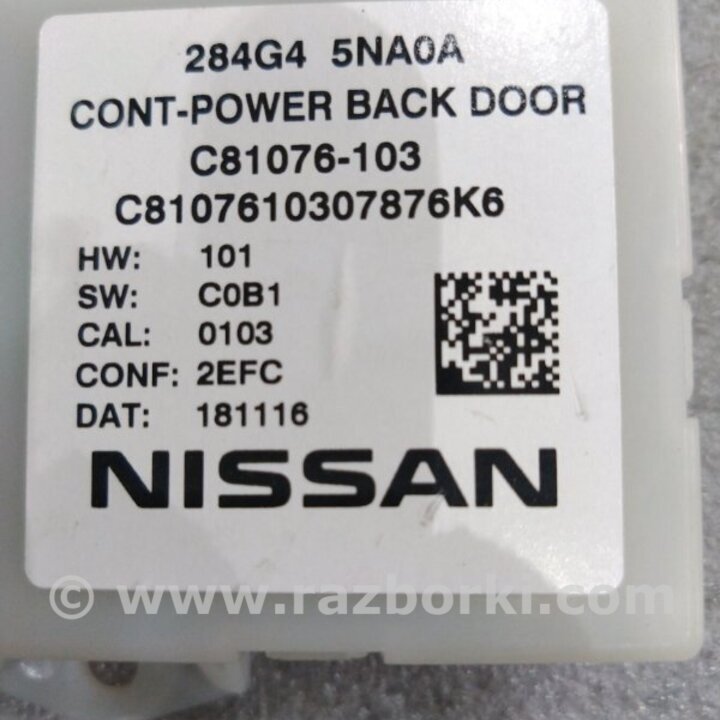 284G4 5NA0A
CONT-POWER BACK DOOR
C81076-103
C8107610307876K6
HW: 101
SW: C0B1
CAL: 0103
CONF: 2EFC
DAT: 181116
NISSAN
© www.razborki.com